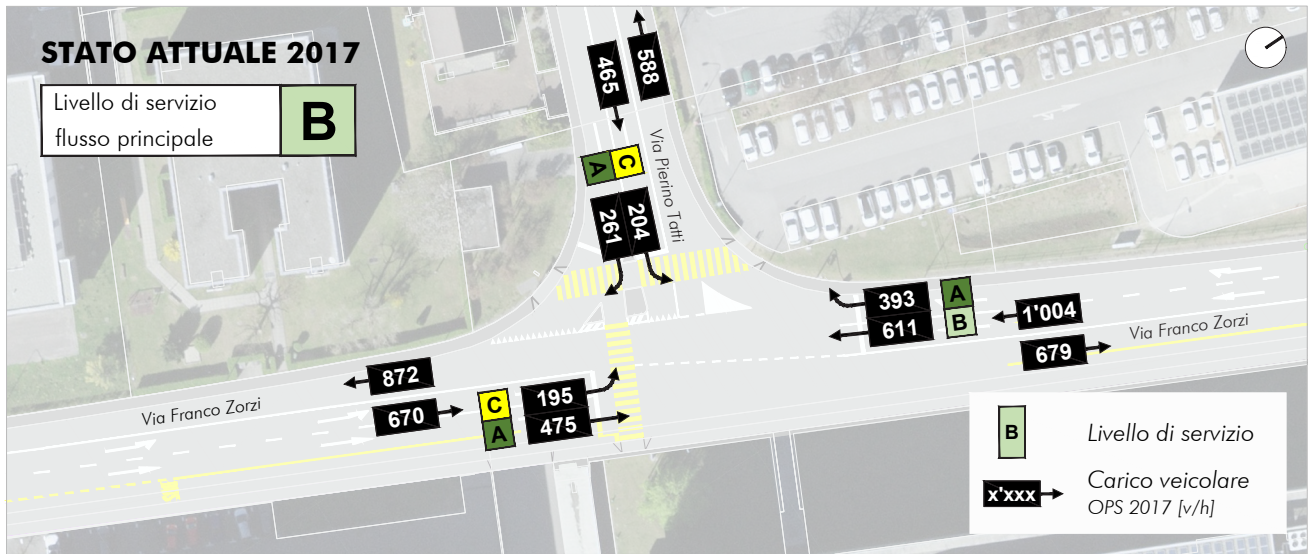 STATO ATTUALE 2017
Livello di servizio
flusso principale
B
465
588
Via Pierino Tatti
A C
261 204
393 A
611 B
1'004
679
Via Franco Zorzi
872
670
Via Franco Zorzi
C 195
A 475
BUS
B Livello di servizio
x'xxx Carico veicolare
OPS 2017 [v/h]